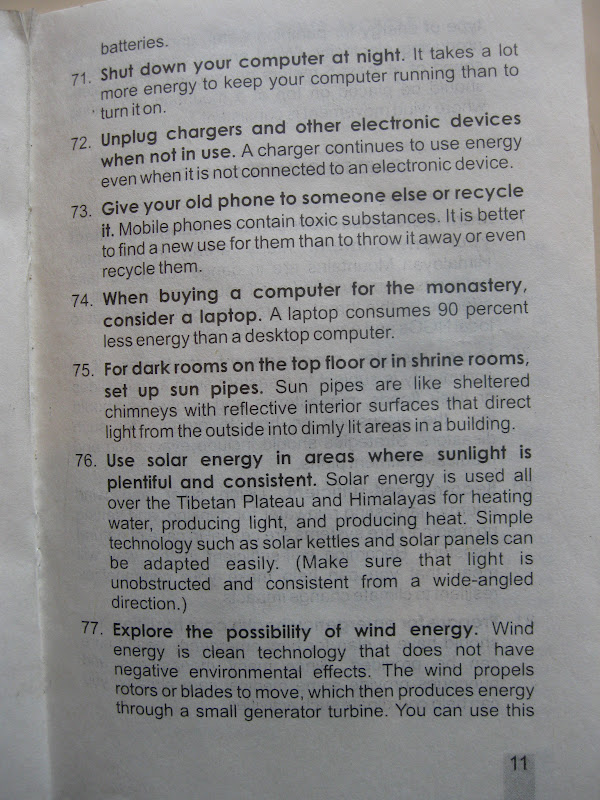 batteries.
71. Shut down your computer at night. It takes a lot
more energy to keep your computer running than to
turn it on.
72. Unplug chargers and other electronic devices
when not in use. A charger continues to use energy
even when it is not connected to an electronic device.
73. Give your old phone to someone else or recycle
it. Mobile phones contain toxic substances. It is better
to find a new use for them than to throw it away or even
recycle them.
74. When buying a computer for the monastery,
consider a laptop. A laptop consumes 90 percent
less energy than a desktop computer.
75. For dark rooms on the top floor or in shrine rooms,
set up sun pipes. Sun pipes are like sheltered
chimneys with reflective interior surfaces that direct
light from the outside into dimly lit areas in a building.
76. Use solar energy in areas where sunlight is
plentiful and consistent. Solar energy is used all
over the Tibetan Plateau and Himalayas for heating
water, producing light, and producing heat. Simple
technology such as solar kettles and solar panels can
be adapted easily. (Make sure that light is
unobstructed and consistent from a wide-angled
direction.)
77. Explore the possibility of wind energy. Wind
energy is clean technology that does not have
negative environmental effects. The wind propels
rotors or blades to move, which then produces energy
through a small generator turbine. You can use this
11